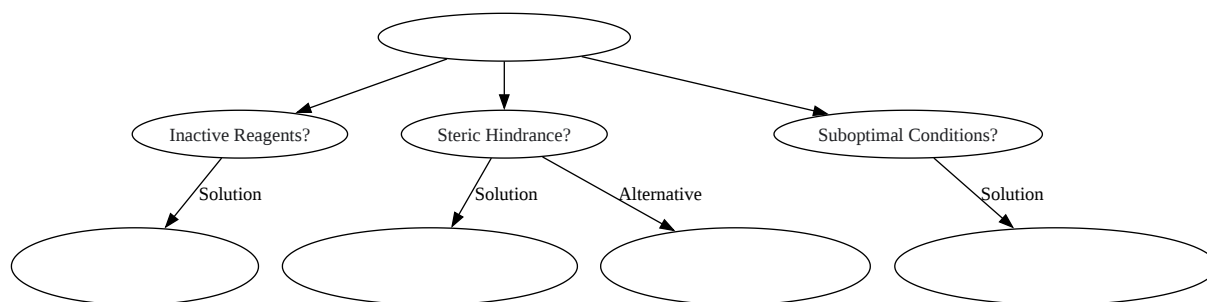 Inactive Reagents?
Steric Hindrance?
Suboptimal Conditions?
Solution
Solution
Alternative
Solution